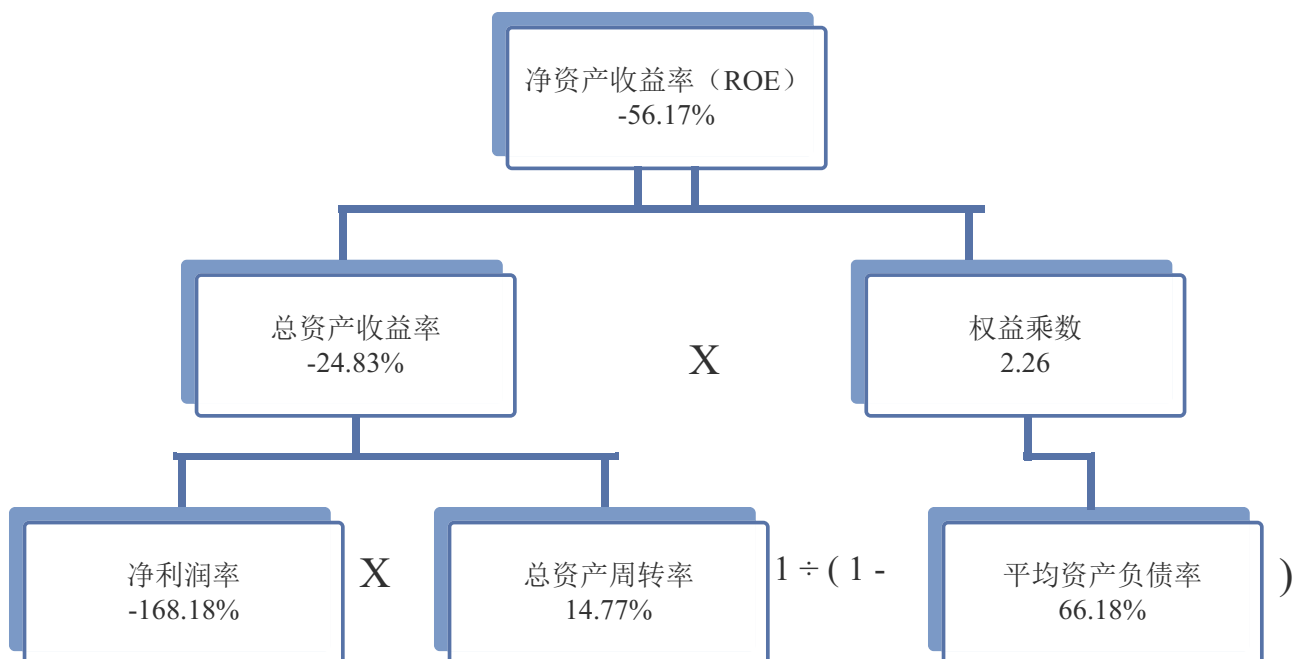 净资产收益率（ROE）
-56.17%
总资产收益率
-24.83%
X
权益乘数
2.26
净利润率
-168.18%
X
总资产周转率
14.77%
1 ÷ ( 1 -
平均资产负债率
66.18%
)